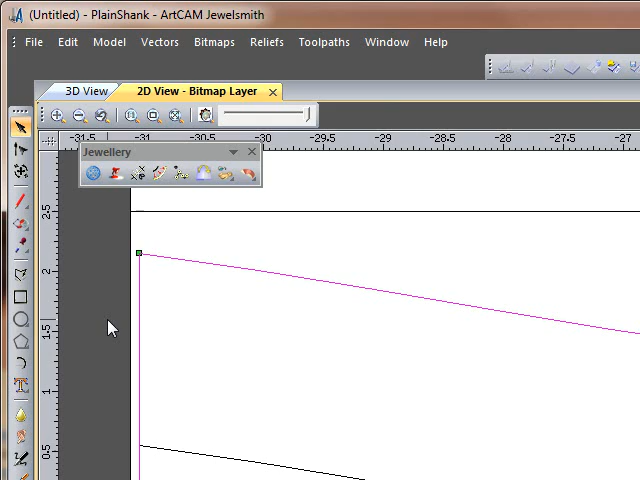 (Untitled) - PlainShank - ArtCAM Jewelsmith
File Edit Model Vectors Bitmaps Reliefs Toolpaths Window Help
3D View 2D View - Bitmap Layer
-31.5 -31 -30.5 -30 -29.5 -29 -28.5 -28 -27.5 -27
Jewellery
2.5
2
1.5
1
0.5